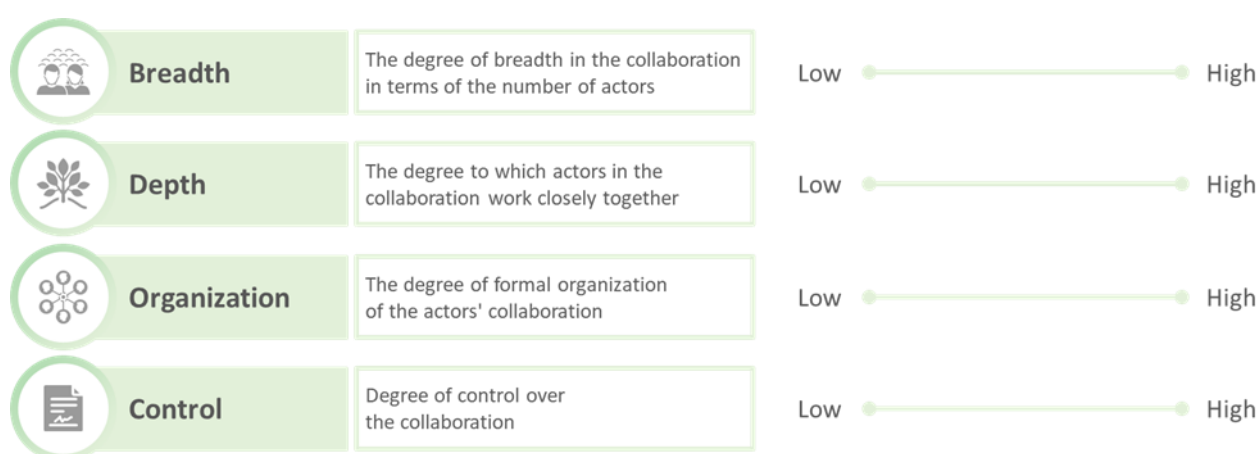 Breadth
The degree of breadth in the collaboration
in terms of the number of actors
Low
High
Depth
The degree to which actors in the
collaboration work closely together
Low
High
Organization
The degree of formal organization
of the actors' collaboration
Low
High
Control
Degree of control over
the collaboration
Low
High